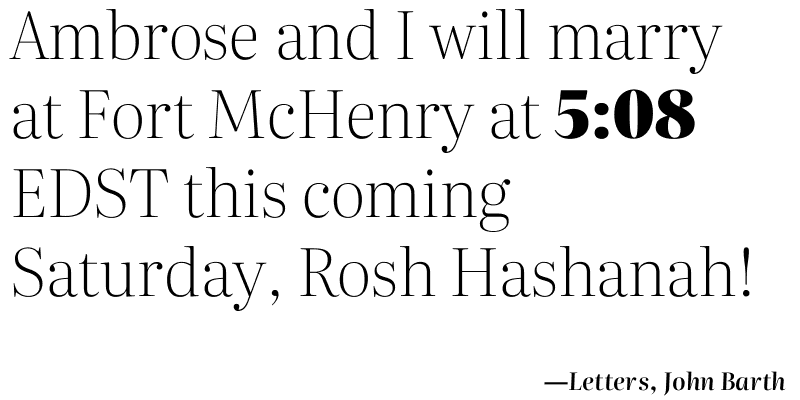 Ambrose and I will marry
at Fort McHenry at 5:08
EDST this coming
Saturday, Rosh Hashanah!
—Letters, John Barth